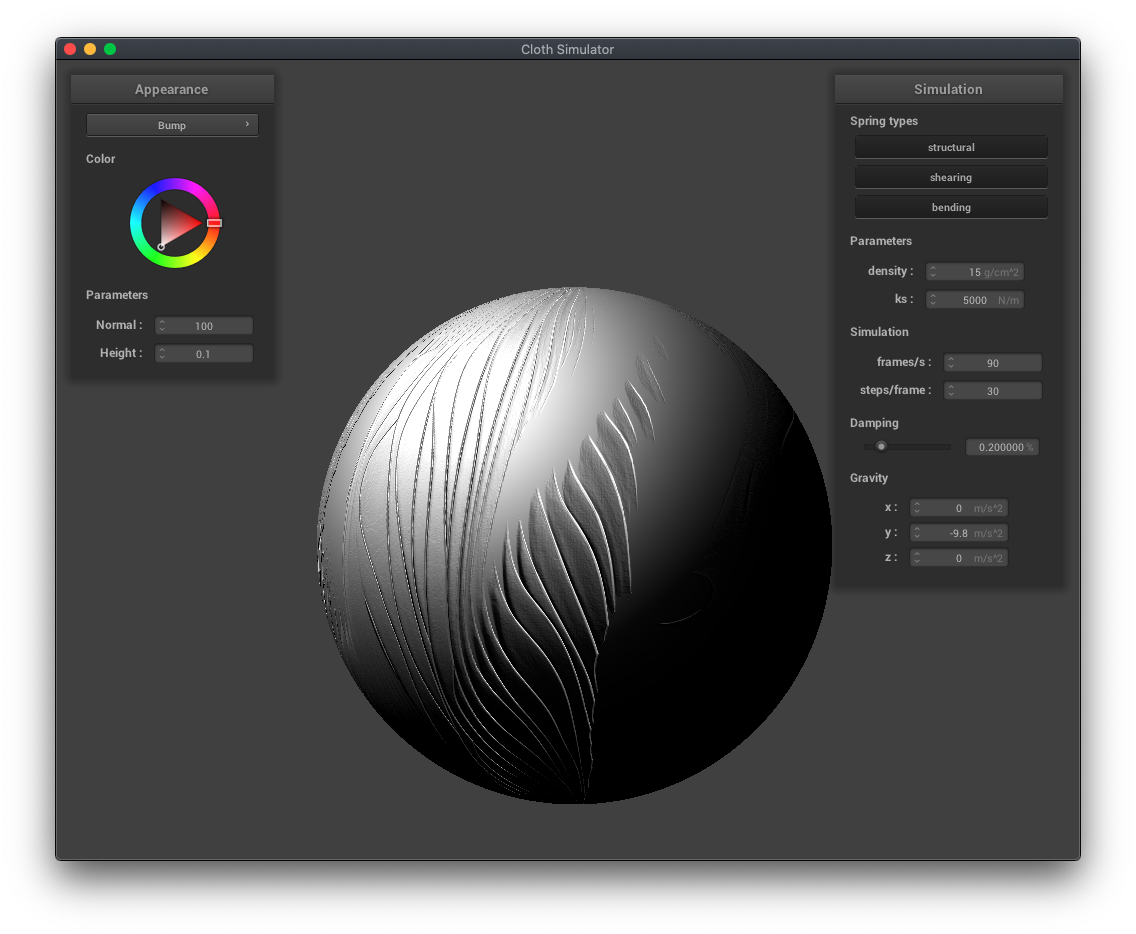 Cloth Simulator
Appearance
Bump
Color
Parameters
Normal : 100
Height : 0.1
Simulation
Spring types
structural
shearing
bending
Parameters
density : 15 g/cm^2
ks : 5000 N/m
Simulation
frames/s : 90
steps/frame : 30
Damping
0.200000 %
Gravity
x : 0 m/s^2
y : -9.8 m/s^2
z : 0 m/s^2